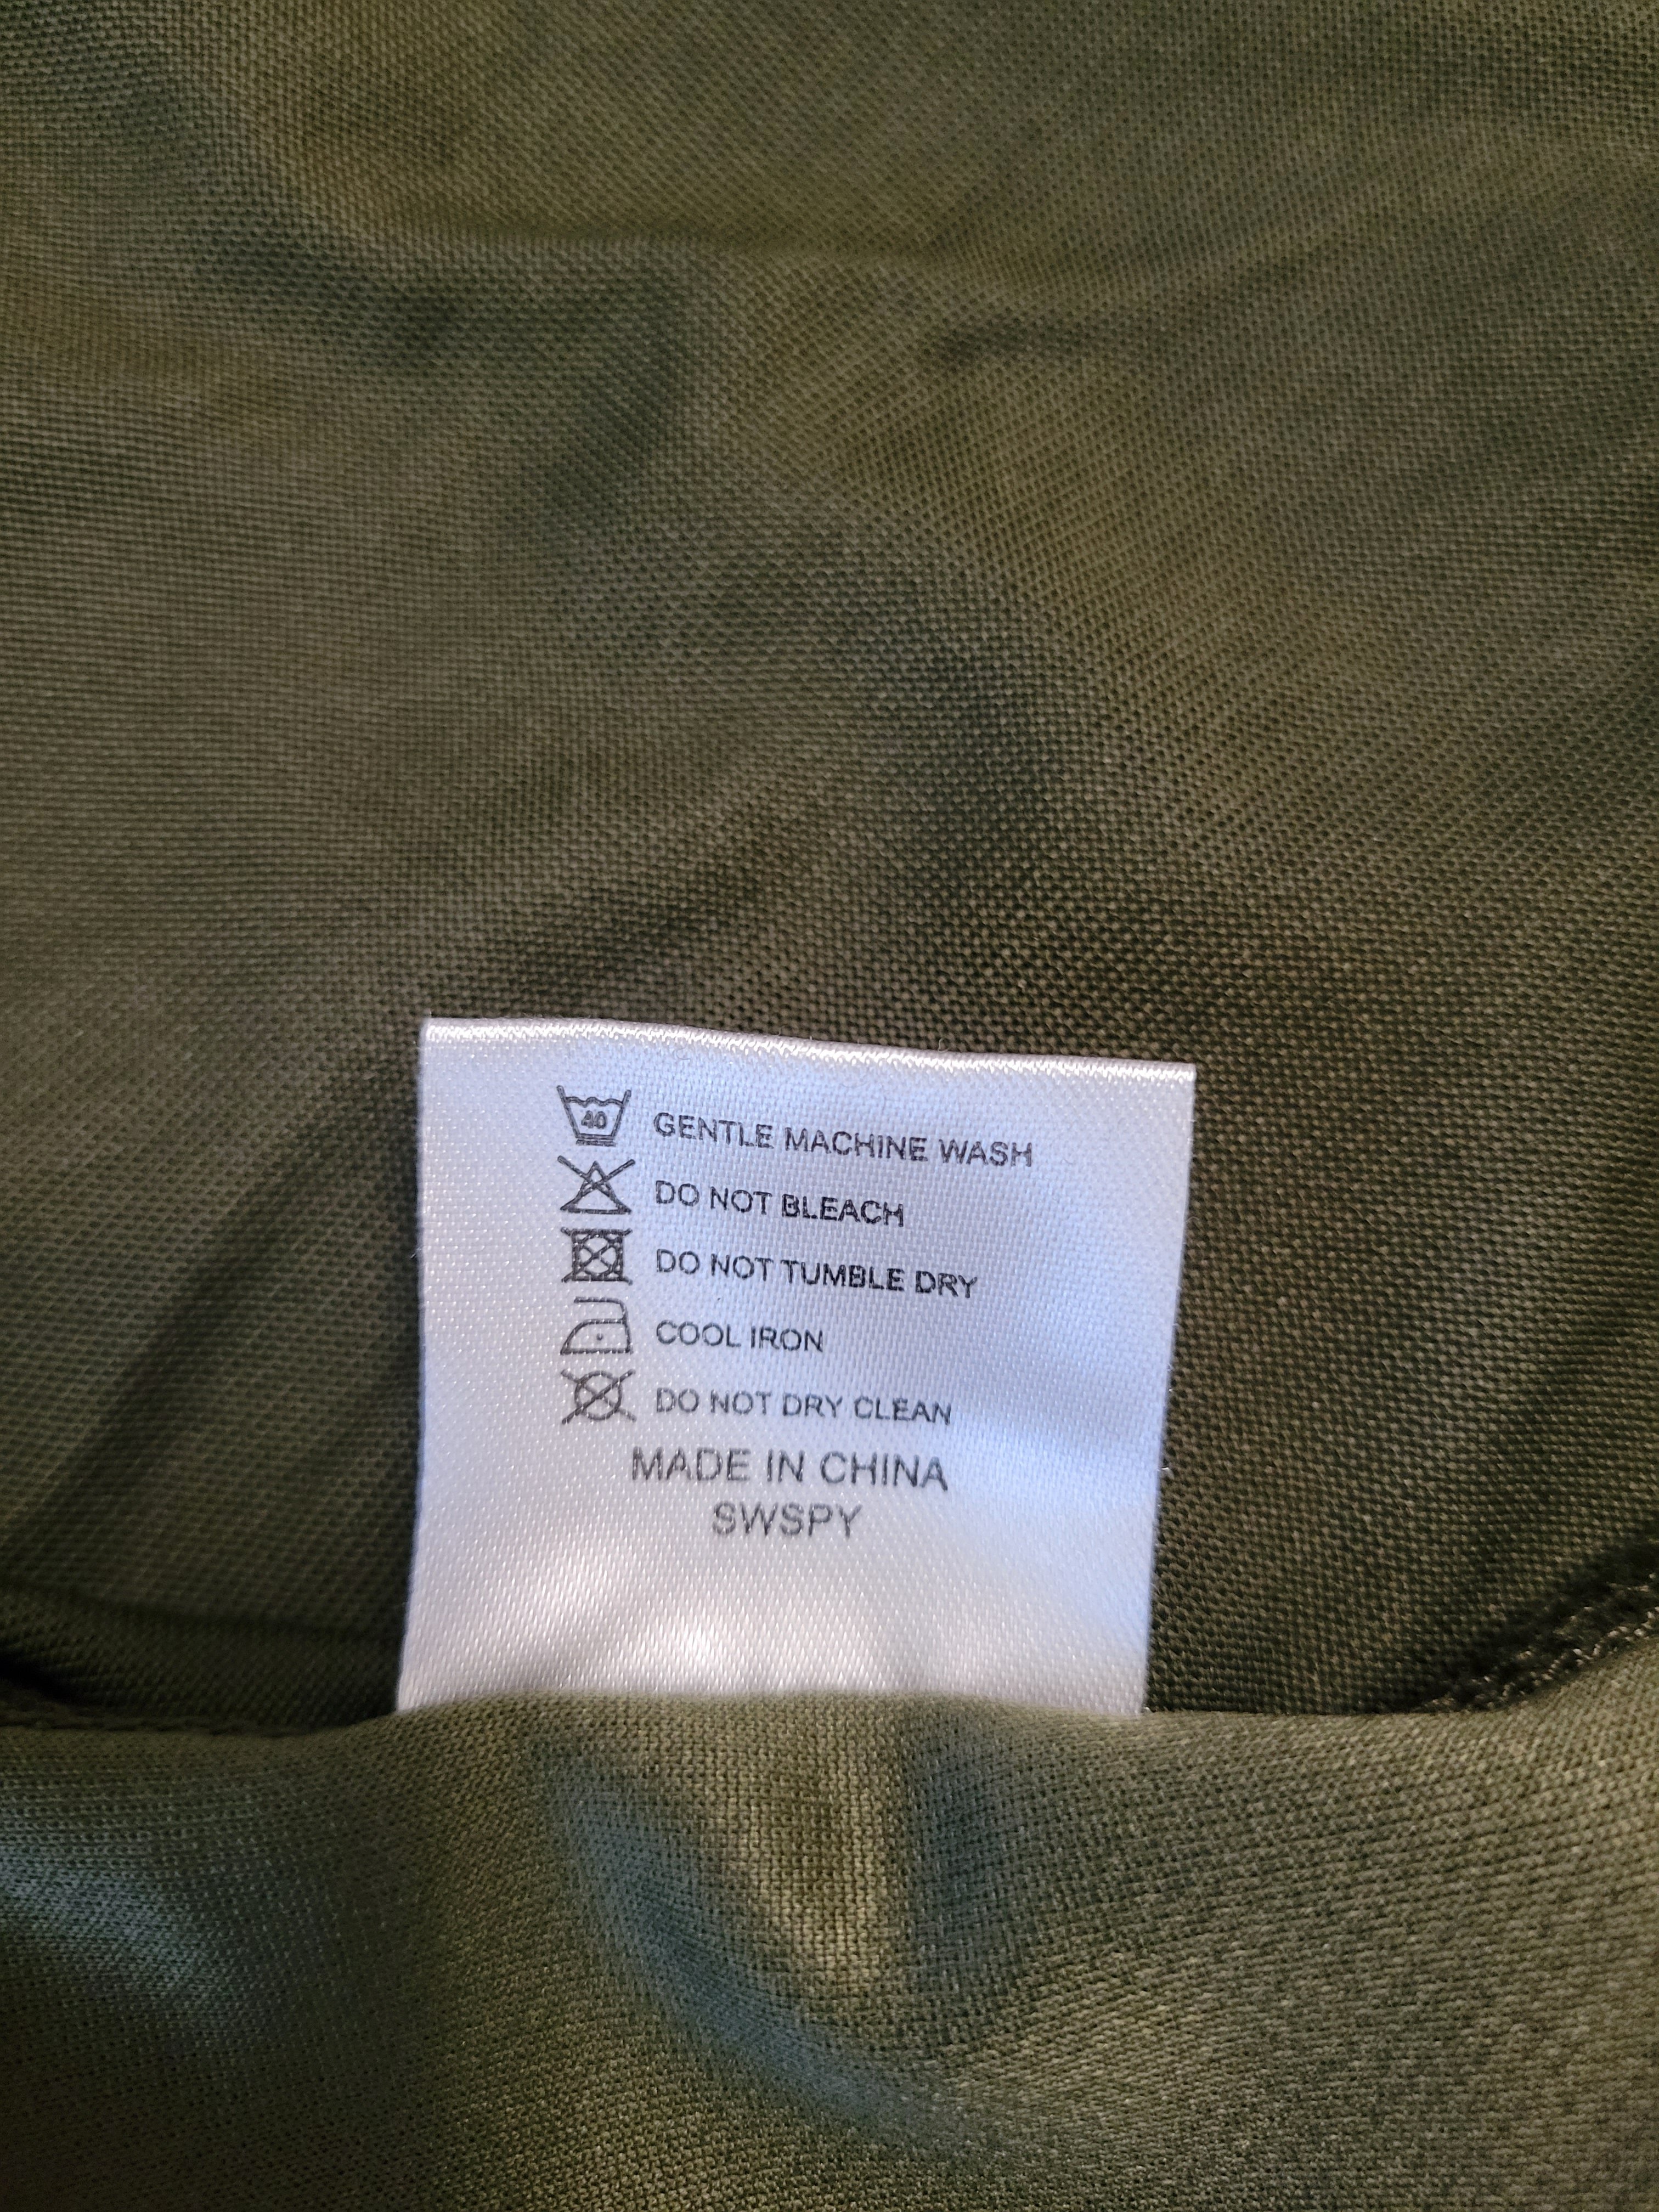 40 GENTLE MACHINE WASH
DO NOT BLEACH
DO NOT TUMBLE DRY
COOL IRON
DO NOT DRY CLEAN
MADE IN CHINA
SWSPY